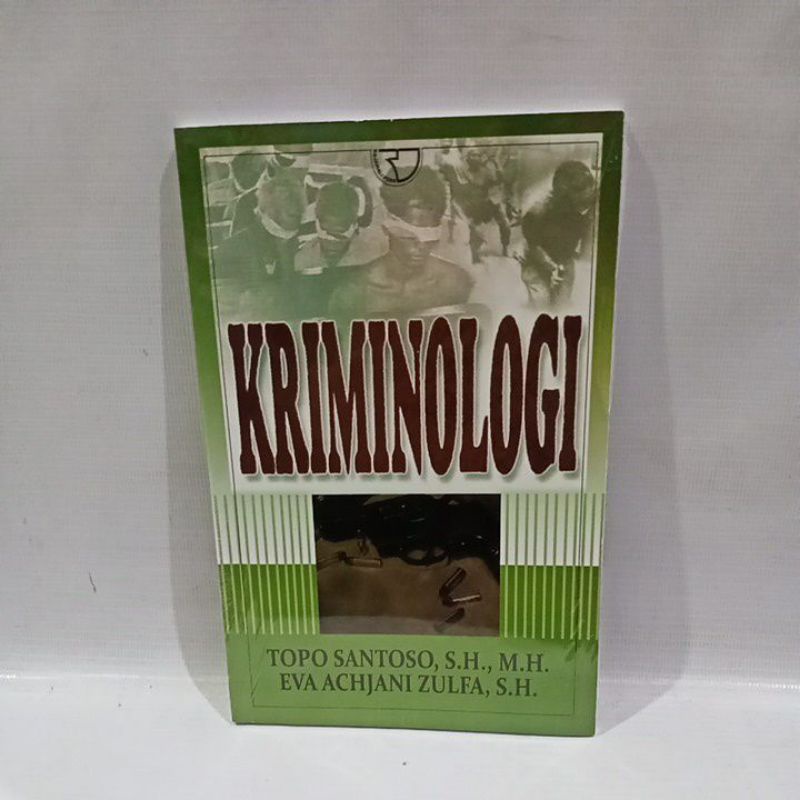 KRIMINOLOGI
TOPO SANTOSO, S.H., M.H.
EVA ACHJANI ZULFA, S.H.